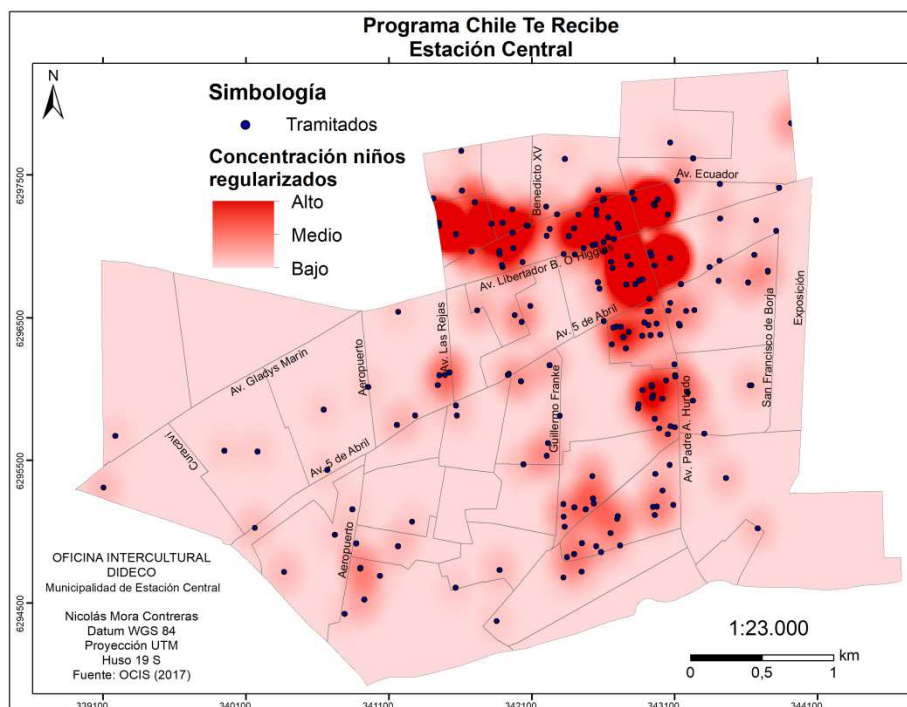 Programa Chile Te Recibe
Estación Central
N
Simbología
Tramitados
Concentración niños
regularizados
Alto
Medio
Bajo
6297500
6296500
6295500
6294500
Benedicto XV
Av. Ecuador
Av. Libertador B. O´Higgins
Av. 5 de Abril
Av. Las Rejas
San Francisco de Borja
Exposición
Av. Gladys Marín
Aeropuerto
Guillermo Franke
Av. Padre A. Hurtado
Curacaví
Av. 5 de Abril
Aeropuerto
OFICINA INTERCULTURAL
DIDECO
Municipalidad de Estación Central
Nicolás Mora Contreras
Datum WGS 84
Proyección UTM
Huso 19 S
Fuente: OCIS (2017)
1:23.000
km
0 0,5 1
339100 340100 341100 342100 343100 344100